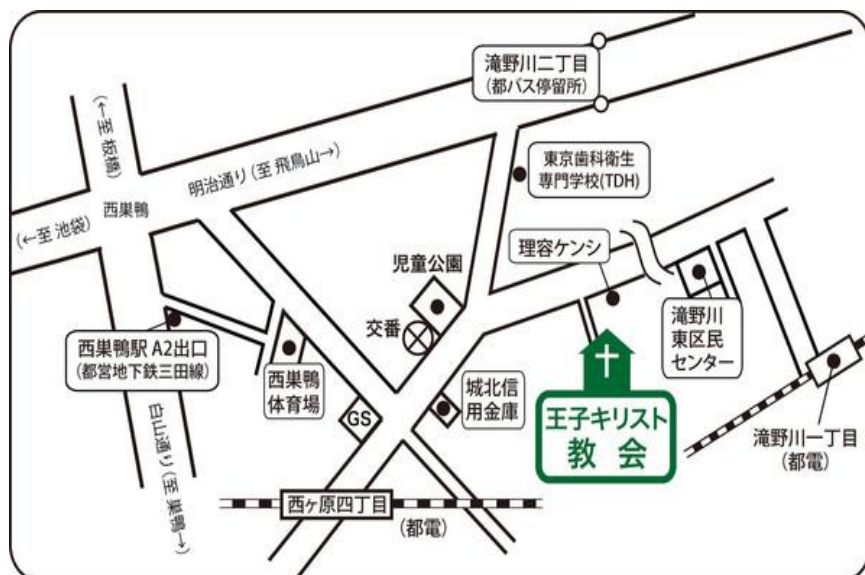 滝野川二丁目
(都バス停留所)
(←至 板橋)
明治通り(至 飛鳥山→)
東京歯科衛生
専門学校(TDH)
西巣鴨
(←至 池袋)
児童公園
理容ケンシ
交番
滝野川
東区民
センター
西巣鴨駅 A2出口
(都営地下鉄三田線)
西巣鴨
体育場
GS
城北信
用金庫
王子キリスト
教会
滝野川一丁目
(都電)
白山通り(至 巣鴨→)
西ヶ原四丁目
(都電)